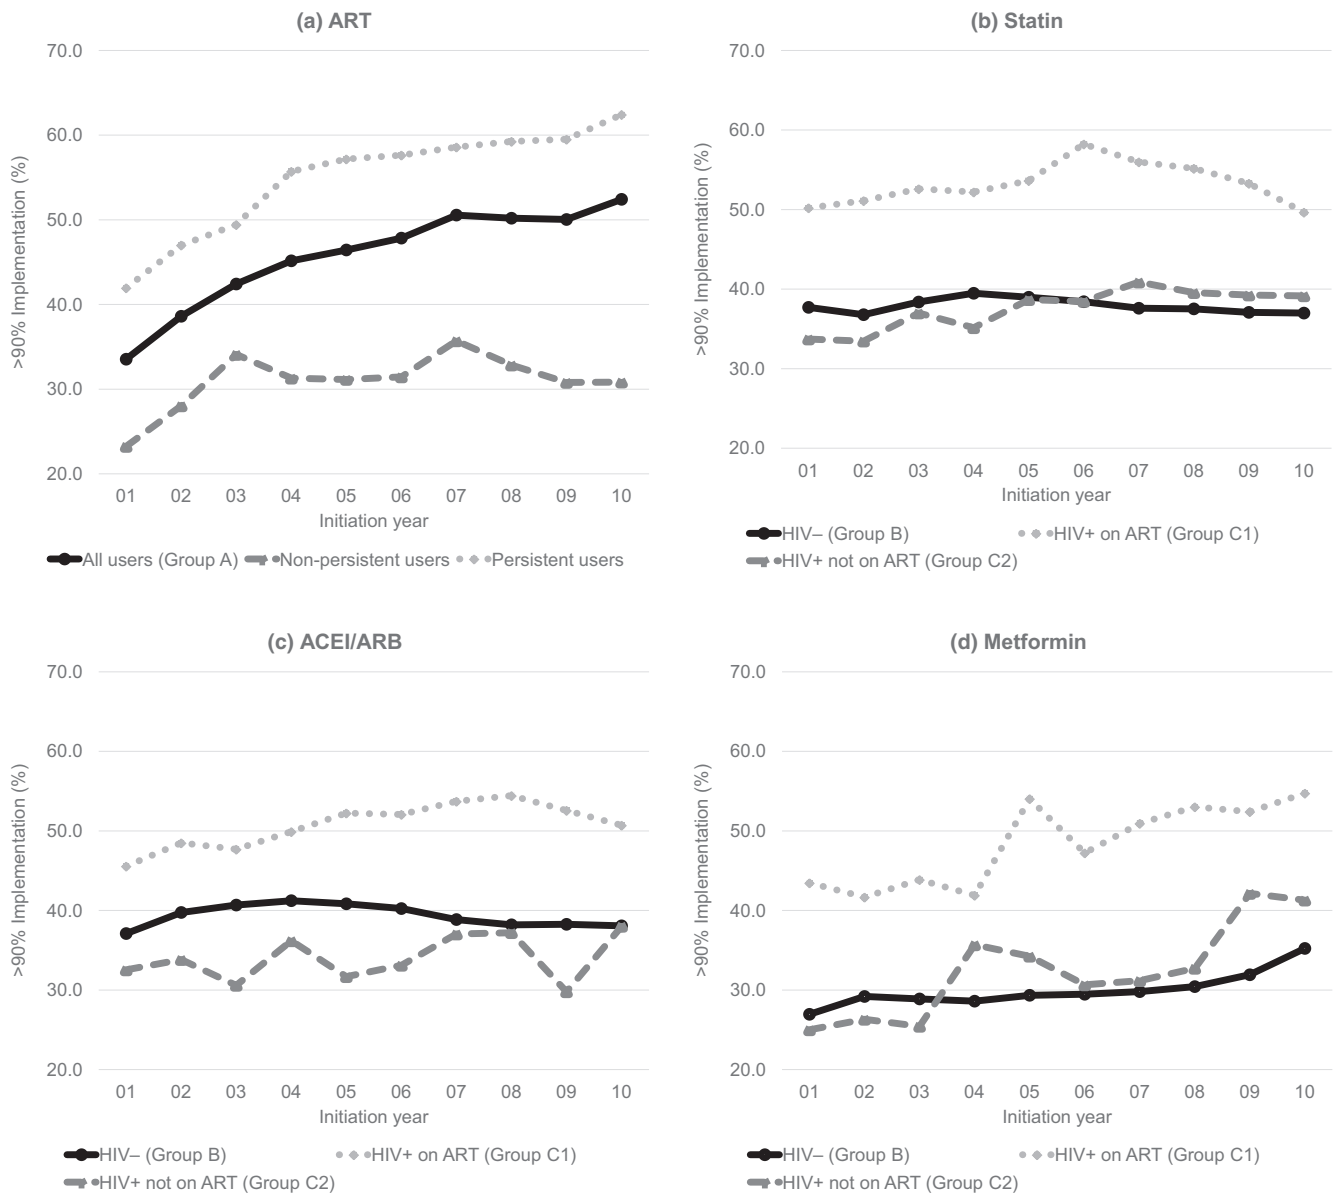 (a) ART
70.0
60.0
50.0
40.0
30.0
20.0
>90% Implementation (%)
01 02 03 04 05 06 07 08 09 10
Initiation year
All users (Group A) Non-persistent users Persistent users
(b) Statin
70.0
60.0
50.0
40.0
30.0
20.0
>90% Implementation (%)
01 02 03 04 05 06 07 08 09 10
Initiation year
HIV– (Group B) HIV+ on ART (Group C1)
HIV+ not on ART (Group C2)
(c) ACEI/ARB
70.0
60.0
50.0
40.0
30.0
20.0
>90% Implementation (%)
01 02 03 04 05 06 07 08 09 10
Initiation year
HIV– (Group B) HIV+ on ART (Group C1)
HIV+ not on ART (Group C2)
(d) Metformin
70.0
60.0
50.0
40.0
30.0
20.0
>90% Implementation (%)
01 02 03 04 05 06 07 08 09 10
Initiation year
HIV– (Group B) HIV+ on ART (Group C1)
HIV+ not on ART (Group C2)